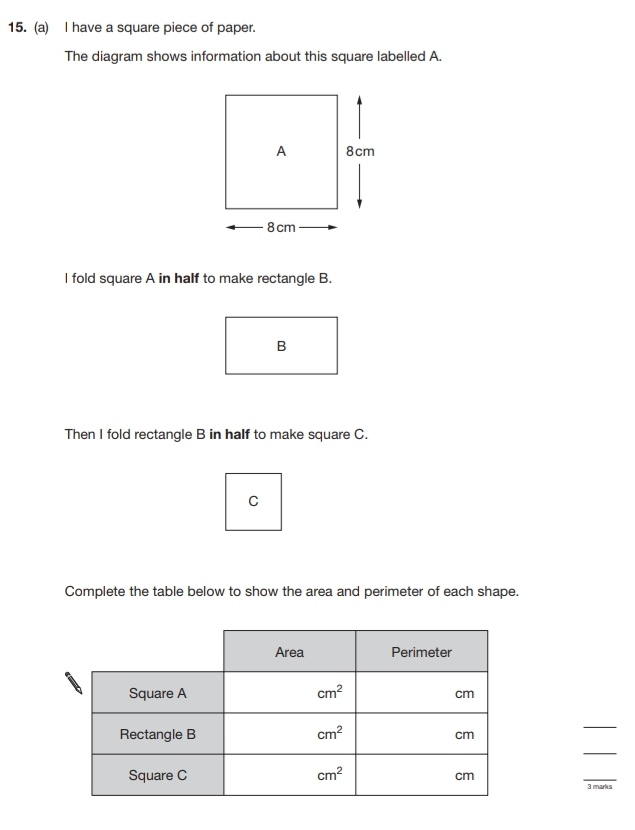 15. (a) I have a square piece of paper.
The diagram shows information about this square labelled A.
A
8cm
8cm
I fold square A in half to make rectangle B.
B
Then I fold rectangle B in half to make square C.
C
Complete the table below to show the area and perimeter of each shape.
Area Perimeter
Square A cm² cm
Rectangle B cm² cm
Square C cm² cm
3 marks